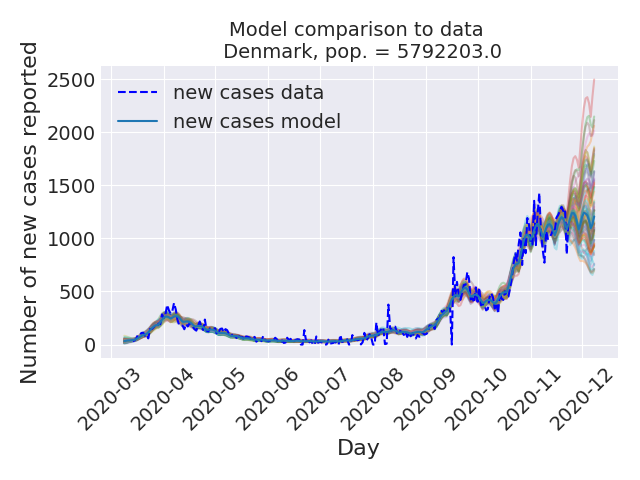 Model comparison to data
Denmark, pop. = 5792203.0
Number of new cases reported
2500
2000
1500
1000
500
0
new cases data
new cases model
2020-03
2020-04
2020-05
2020-06
2020-07
2020-08
2020-09
2020-10
2020-11
2020-12
Day